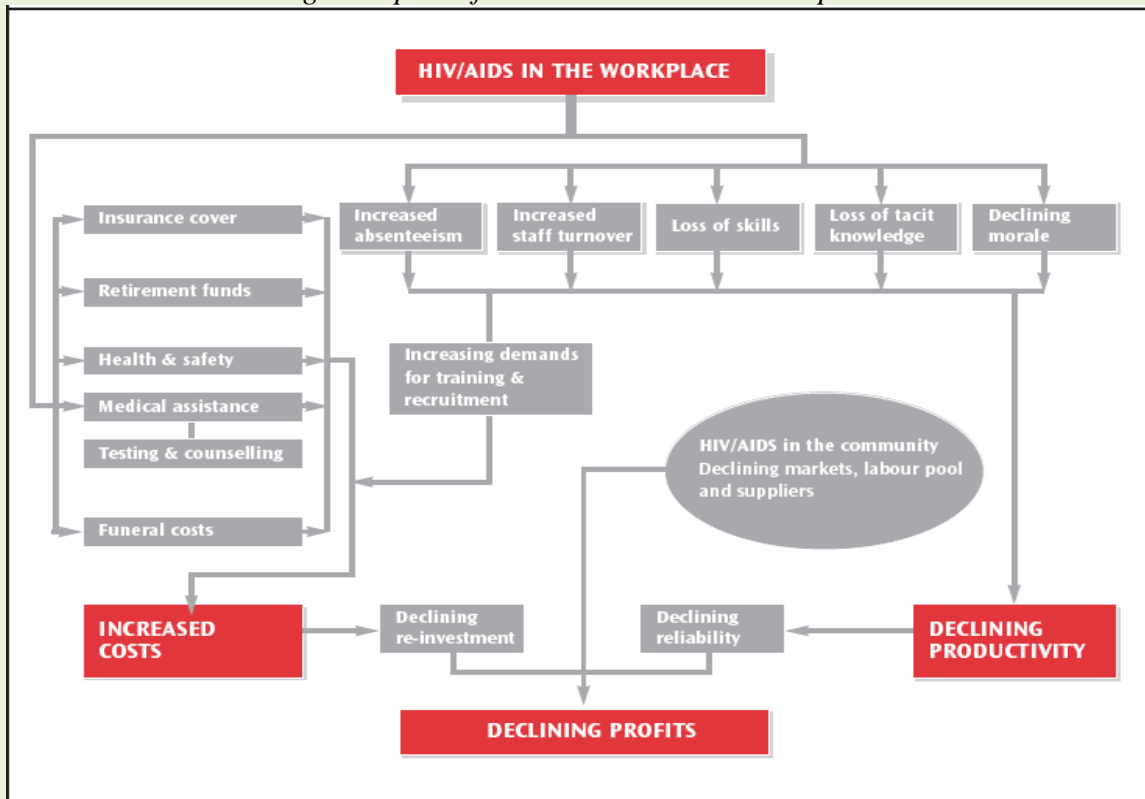 HIV/AIDS IN THE WORKPLACE
Insurance cover
Retirement funds
Health & safety
Medical assistance
Testing & counselling
Funeral costs
Increased
absenteeism
Increased
staff turnover
Loss of skills
Loss of tacit
knowledge
Declining
morale
Increasing demands
for training &
recruitment
HIV/AIDS in the community
Declining markets, labour pool
and suppliers
INCREASED
COSTS
Declining
re-investment
Declining
reliability
DECLINING
PRODUCTIVITY
DECLINING PROFITS